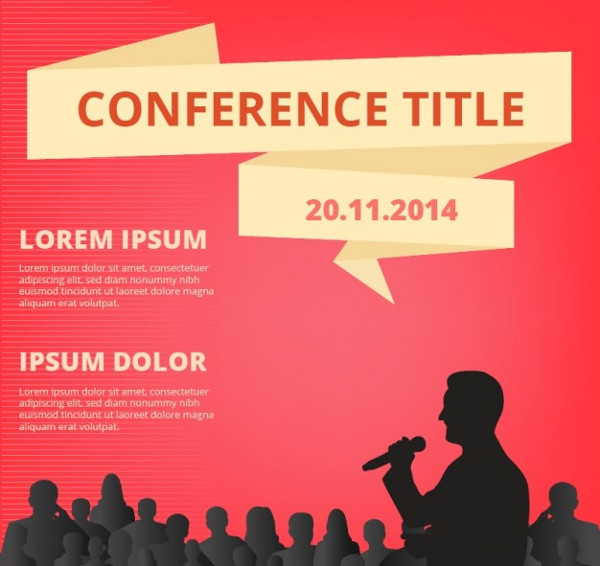 CONFERENCE TITLE
20.11.2014
LOREM IPSUM
Lorem ipsum dolor sit amet, consectetuer
adipiscing elit, sed diam nonummy nibh
euismod tincidunt ut laoreet dolore magna
aliquam erat volutpat.
IPSUM DOLOR
Lorem ipsum dolor sit amet, consectetuer
adipiscing elit, sed diam nonummy nibh
euismod tincidunt ut laoreet dolore magna
aliquam erat volutpat.